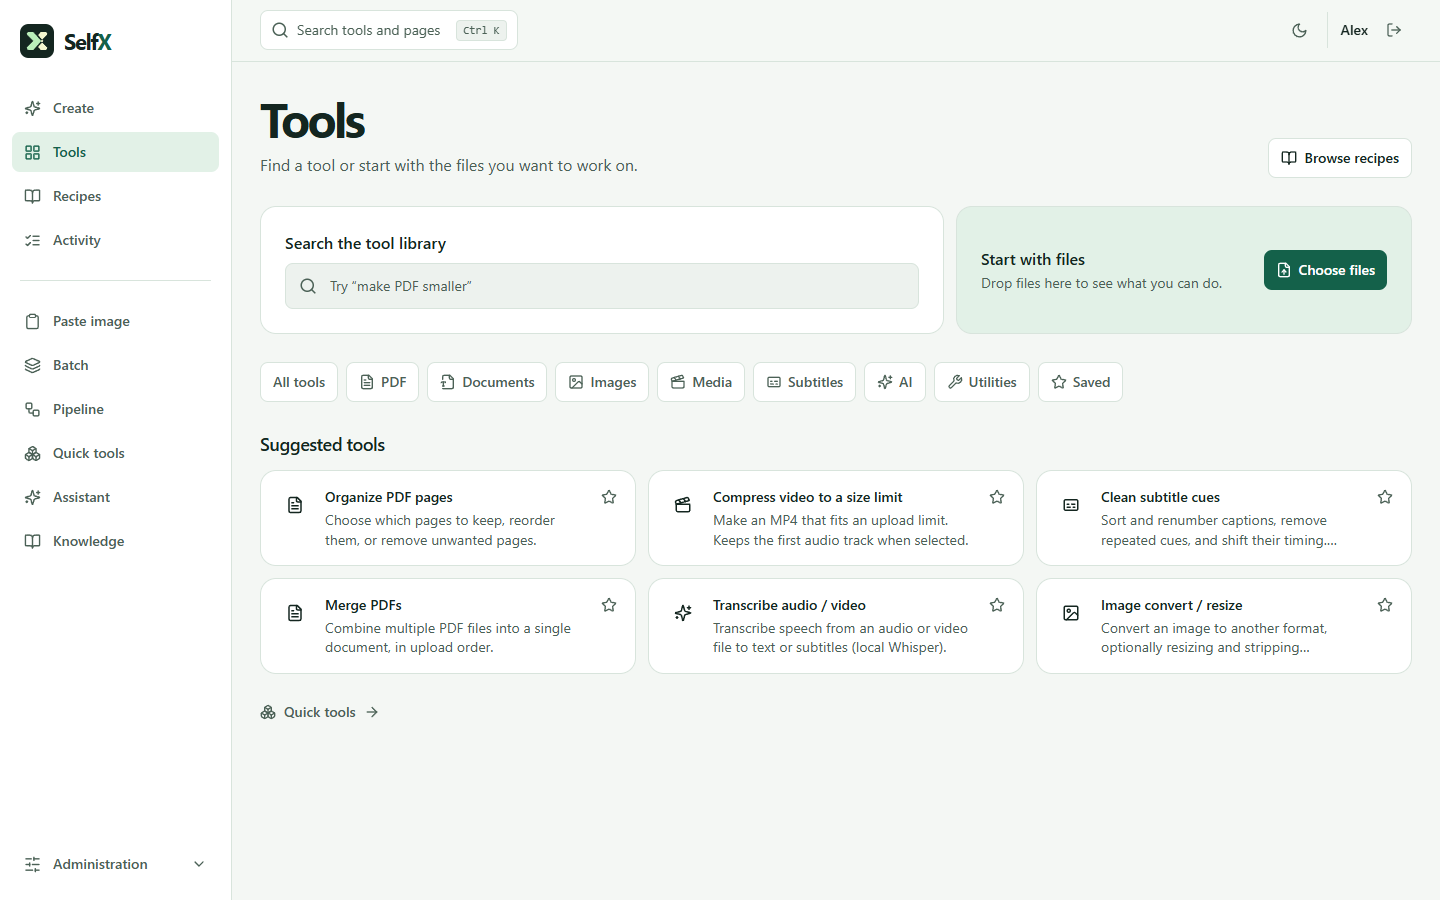 SelfX
Search tools and pages
Ctrl K
Alex
Create
Tools
Recipes
Activity
Paste image
Batch
Pipeline
Quick tools
Assistant
Knowledge
Administration
Tools
Find a tool or start with the files you want to work on.
Browse recipes
Search the tool library
Try “make PDF smaller”
Start with files
Drop files here to see what you can do.
Choose files
All tools
PDF
Documents
Images
Media
Subtitles
AI
Utilities
Saved
Suggested tools
Organize PDF pages
Choose which pages to keep, reorder
them, or remove unwanted pages.
Compress video to a size limit
Make an MP4 that fits an upload limit.
Keeps the first audio track when selected.
Clean subtitle cues
Sort and renumber captions, remove
repeated cues, and shift their timing....
Merge PDFs
Combine multiple PDF files into a single
document, in upload order.
Transcribe audio / video
Transcribe speech from an audio or video
file to text or subtitles (local Whisper).
Image convert / resize
Convert an image to another format,
optionally resizing and stripping...
Quick tools